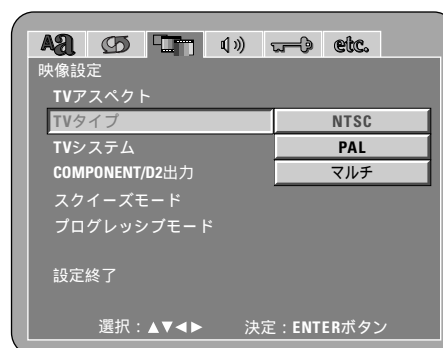 Aa etc.
映像設定
TVアスペクト
TVタイプ NTSC
TVシステム PAL
COMPONENT/D2出力 マルチ
スクイーズモード
プログレッシブモード
設定終了
選択：▲▼◀▶ 決定：ENTERボタン